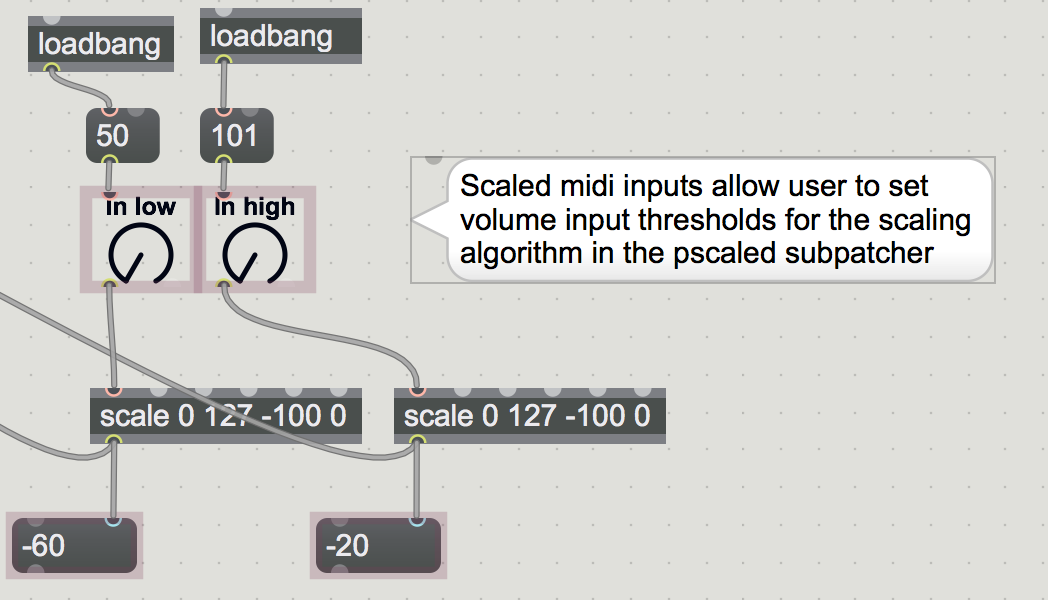 loadbang
loadbang
50
101
In low
In high
Scaled midi inputs allow user to set
volume input thresholds for the scaling
algorithm in the pscaled subpatcher
scale 0 127 -100 0
scale 0 127 -100 0
-60
-20